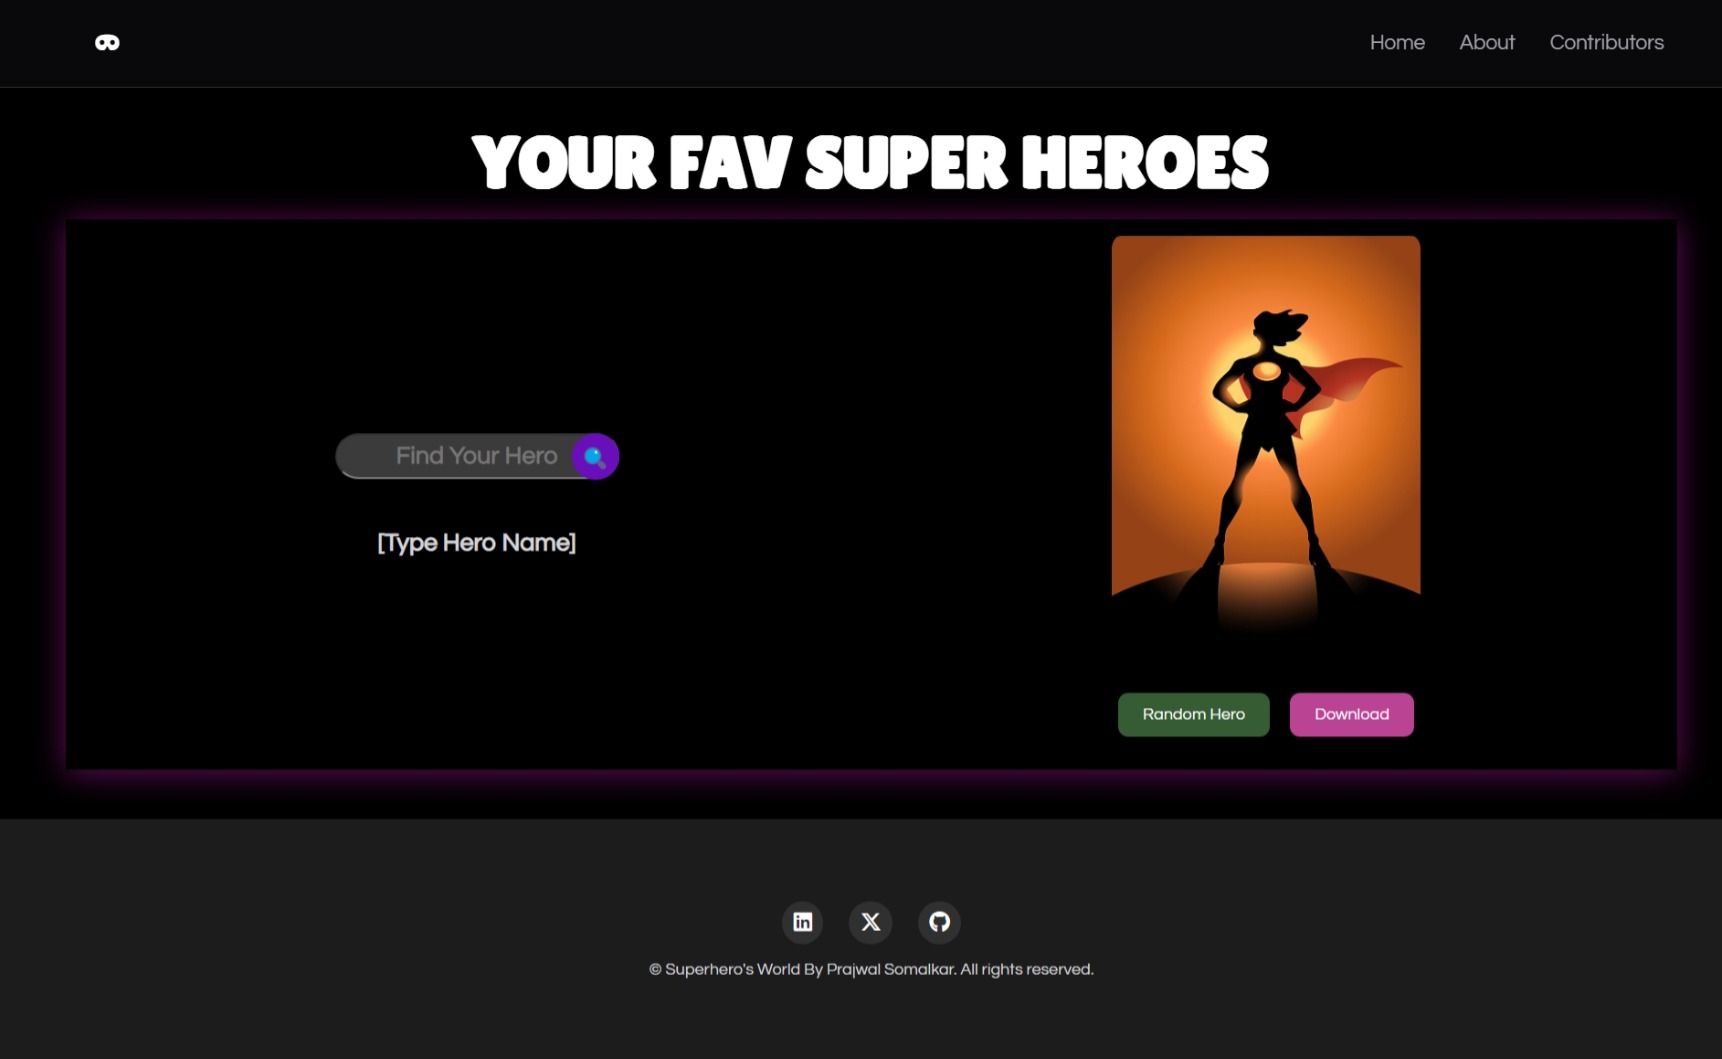 Home About Contributors
YOUR FAV SUPER HEROES
Find Your Hero
[Type Hero Name]
Random Hero Download
© Superhero's World By Prajwal Somalkar. All rights reserved.